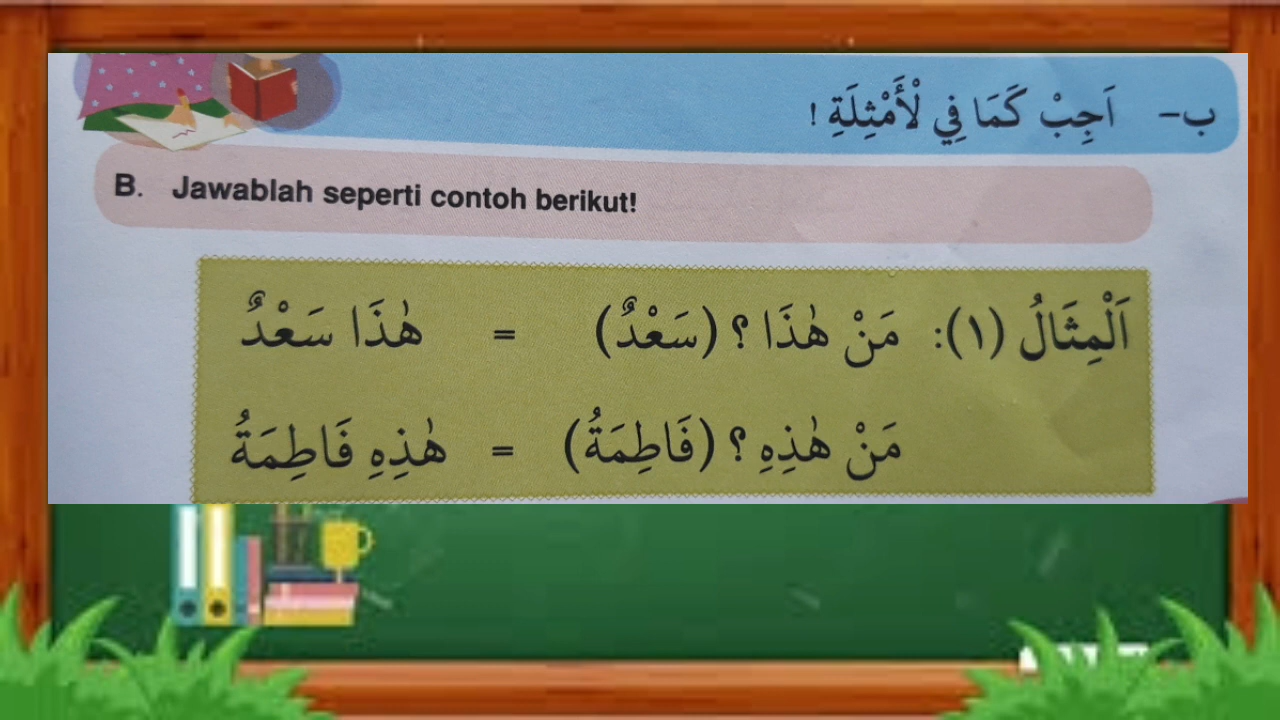 ب- اَجِبْ كَمَا فِي لْأَمْثِلَةِ !
B. Jawablah seperti contoh berikut!
اَلْمِثَالُ (١): مَنْ هٰذَا ؟ (سَعْدٌ) = هٰذَا سَعْدٌ
مَنْ هٰذِهِ ؟ (فَاطِمَةُ) = هٰذِهِ فَاطِمَةُ